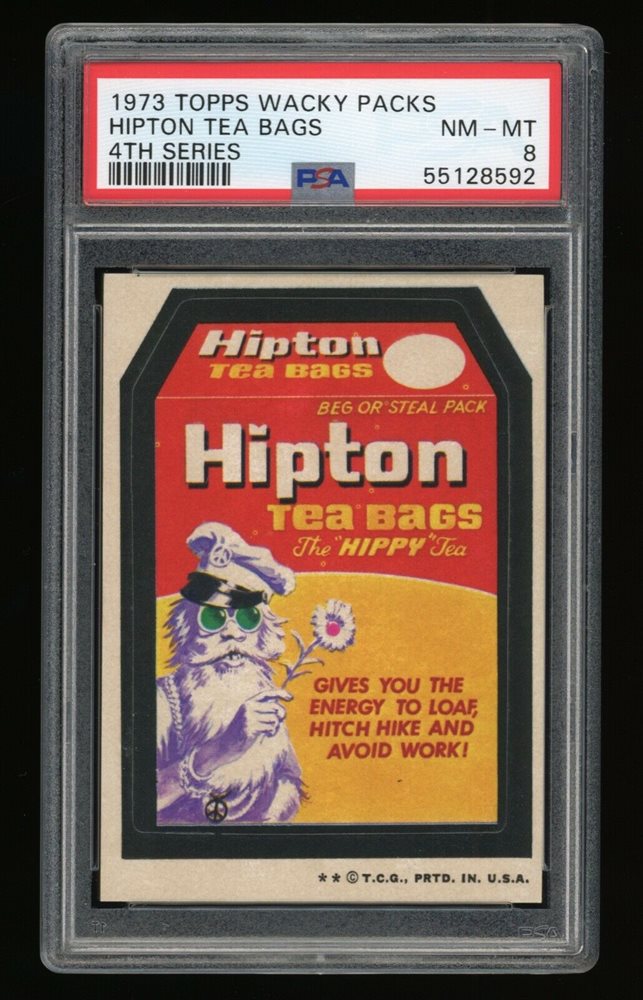 1973 TOPPS WACKY PACKS
HIPTON TEA BAGS NM – MT
4TH SERIES 8
PSA 55128592
Hipton
Tea BaGS
BEG OR STEAL PACK
Hipton
Tea BaGS
The "HIPPY" Tea
GIVES YOU THE
ENERGY TO LOAF,
HITCH HIKE AND
AVOID WORK!
** © T.C.G., PRTD. IN. U.S.A.
PSA